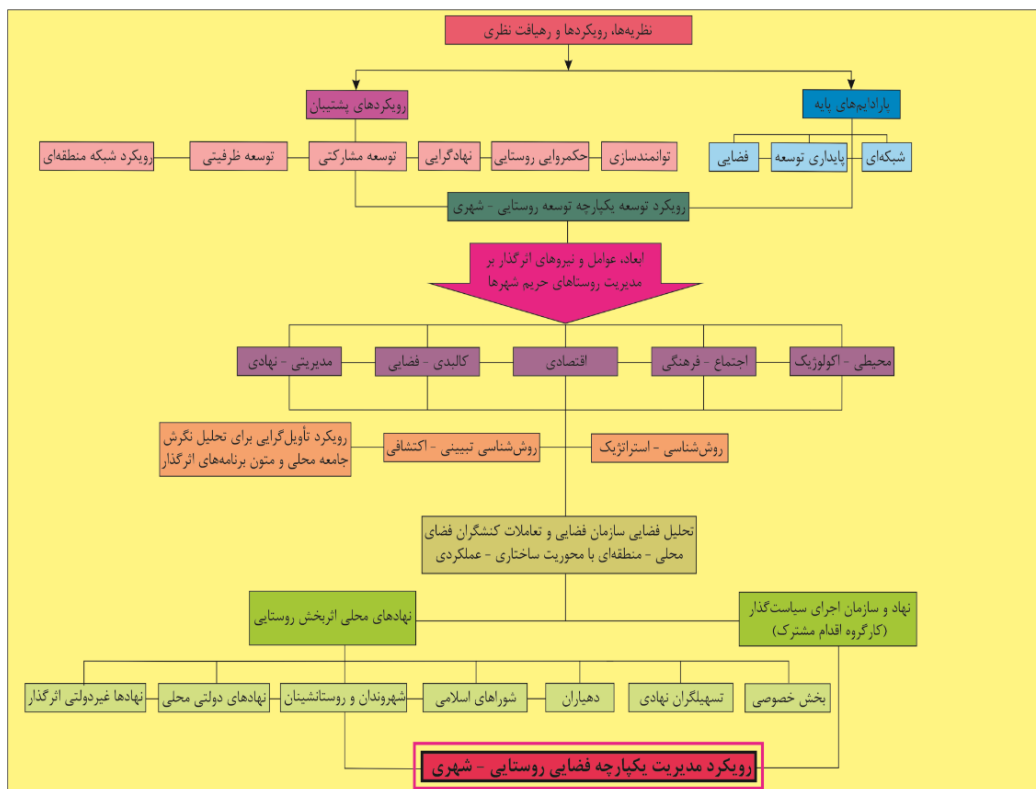 نظریه‌ها، رویکردها و رهیافت نظری
پارادایم‌های پایه
رویکردهای پشتیبان
شبکه‌ای
پایداری توسعه
فضایی
توانمندسازی
حکمروایی روستایی
نهادگرایی
توسعه مشارکتی
توسعه ظرفیتی
رویکرد شبکه منطقه‌ای
رویکرد توسعه یکپارچه توسعه روستایی - شهری
ابعاد، عوامل و نیروهای اثرگذار بر
مدیریت روستاهای حریم شهرها
محیطی - اکولوژیک
اجتماع - فرهنگی
اقتصادی
کالبدی - فضایی
مدیریتی - نهادی
روش‌شناسی - استراتژیک
روش‌شناسی تبیینی - اکتشافی
رویکرد تأویل‌گرایی برای تحلیل نگرش
جامعه محلی و متون برنامه‌های اثرگذار
تحلیل فضایی سازمان فضایی و تعاملات کنشگران فضای
محلی - منطقه‌ای با محوریت ساختاری - عملکردی
نهاد و سازمان اجرای سیاست‌گذار
(کارگروه اقدام مشترک)
نهادهای محلی اثربخش روستایی
بخش خصوصی
تسهیلگران نهادی
دهیاران
شوراهای اسلامی
شهروندان و روستانشینان
نهادهای دولتی محلی
نهادها غیردولتی اثرگذار
رویکرد مدیریت یکپارچه فضایی روستایی - شهری